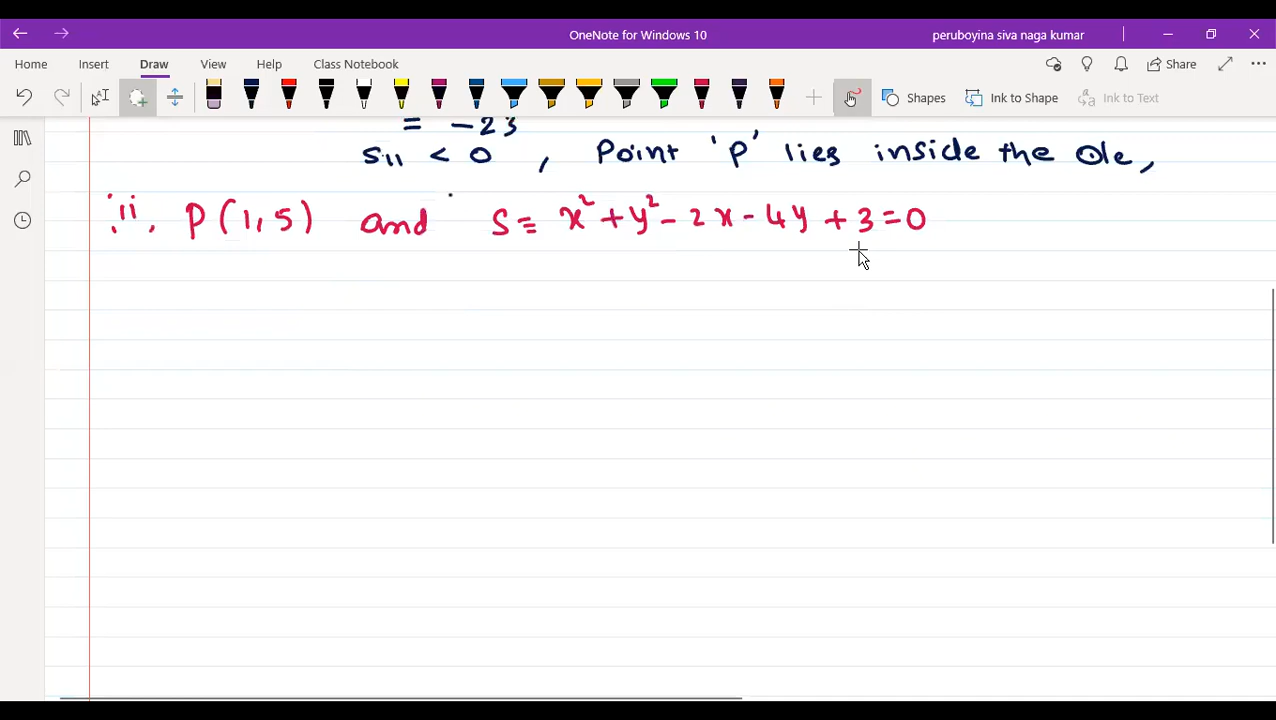 OneNote for Windows 10
peruboyina siva naga kumar
Home Insert Draw View Help Class Notebook
Share
Shapes Ink to Shape Ink to Text
= -23
S11 < 0 , Point 'P' lies inside the Ole,
ii, P(1,5) and S≡ x²+y²-2x-4y+3=0